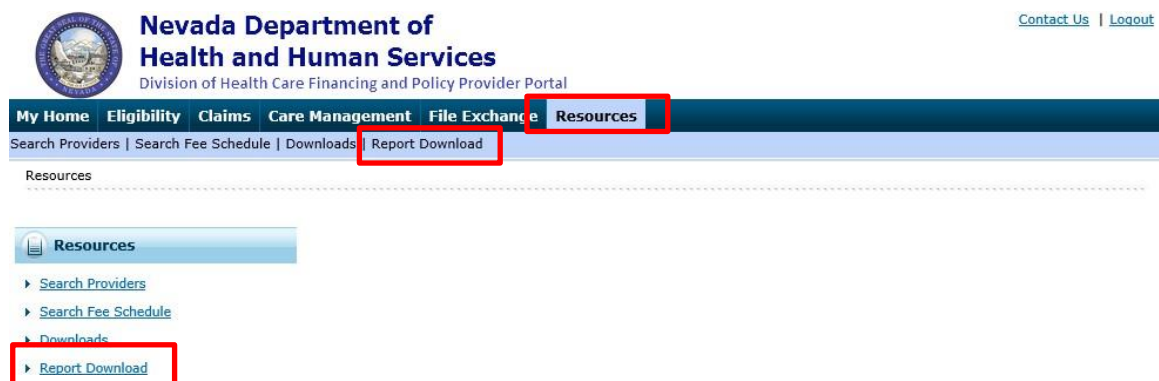 Nevada Department of
Health and Human Services
Division of Health Care Financing and Policy Provider Portal
Contact Us | Logout
My Home Eligibility Claims Care Management File Exchange Resources
Search Providers | Search Fee Schedule | Downloads | Report Download
Resources
Resources
Search Providers
Search Fee Schedule
Downloads
Report Download